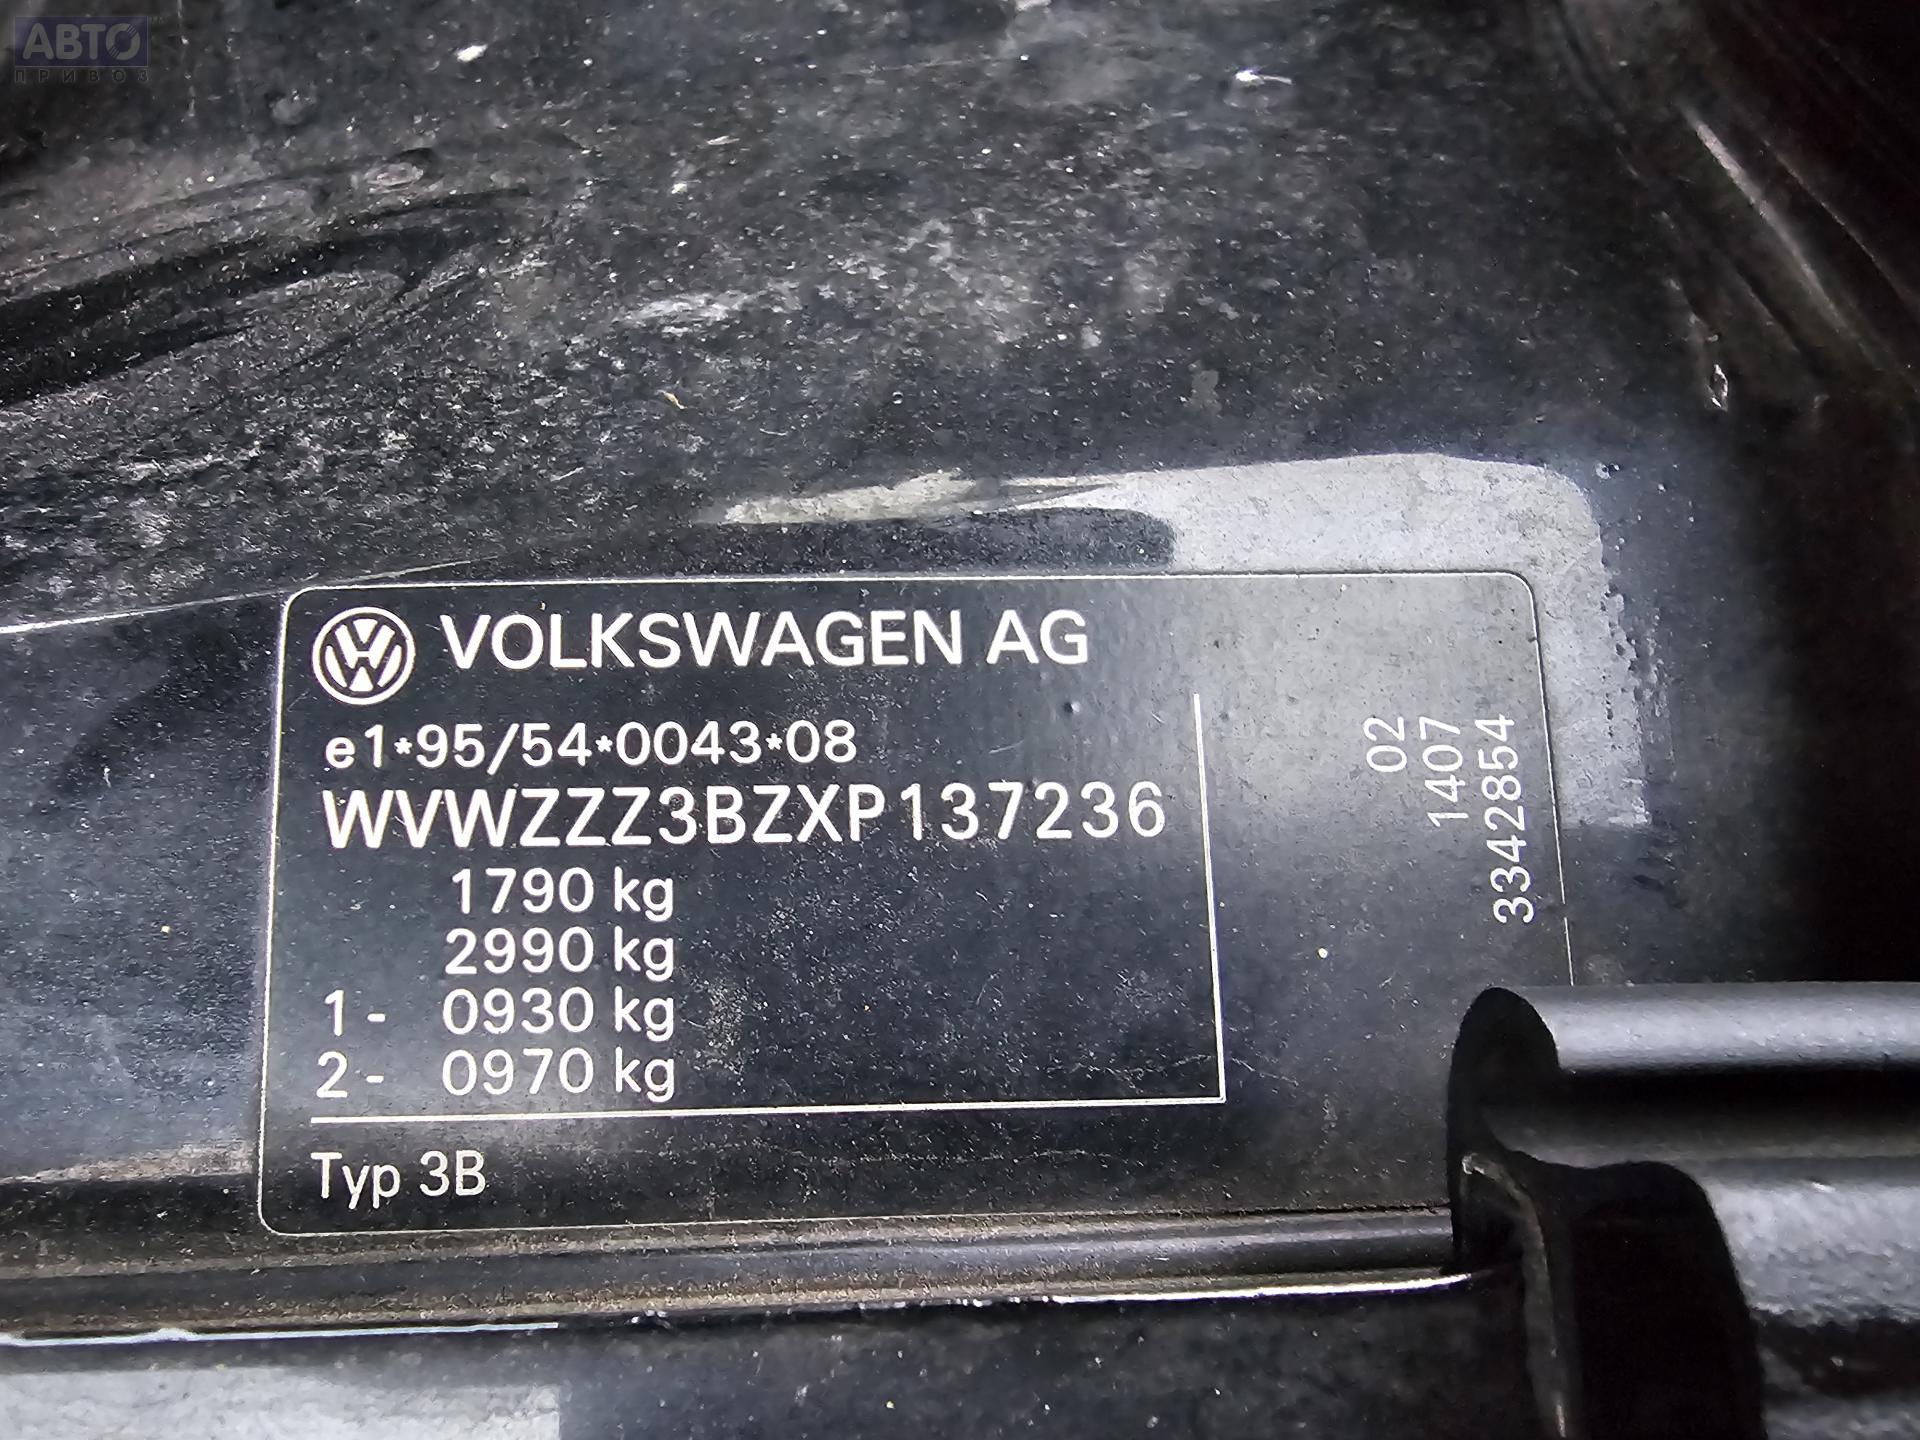 АВТО
ПРИВОЗ
VOLKSWAGEN AG
e1*95/54*0043*08
WVWZZZ3BZXP137236
1790 kg
2990 kg
1- 0930 kg
2- 0970 kg
Typ 3B
02
1407
3342854